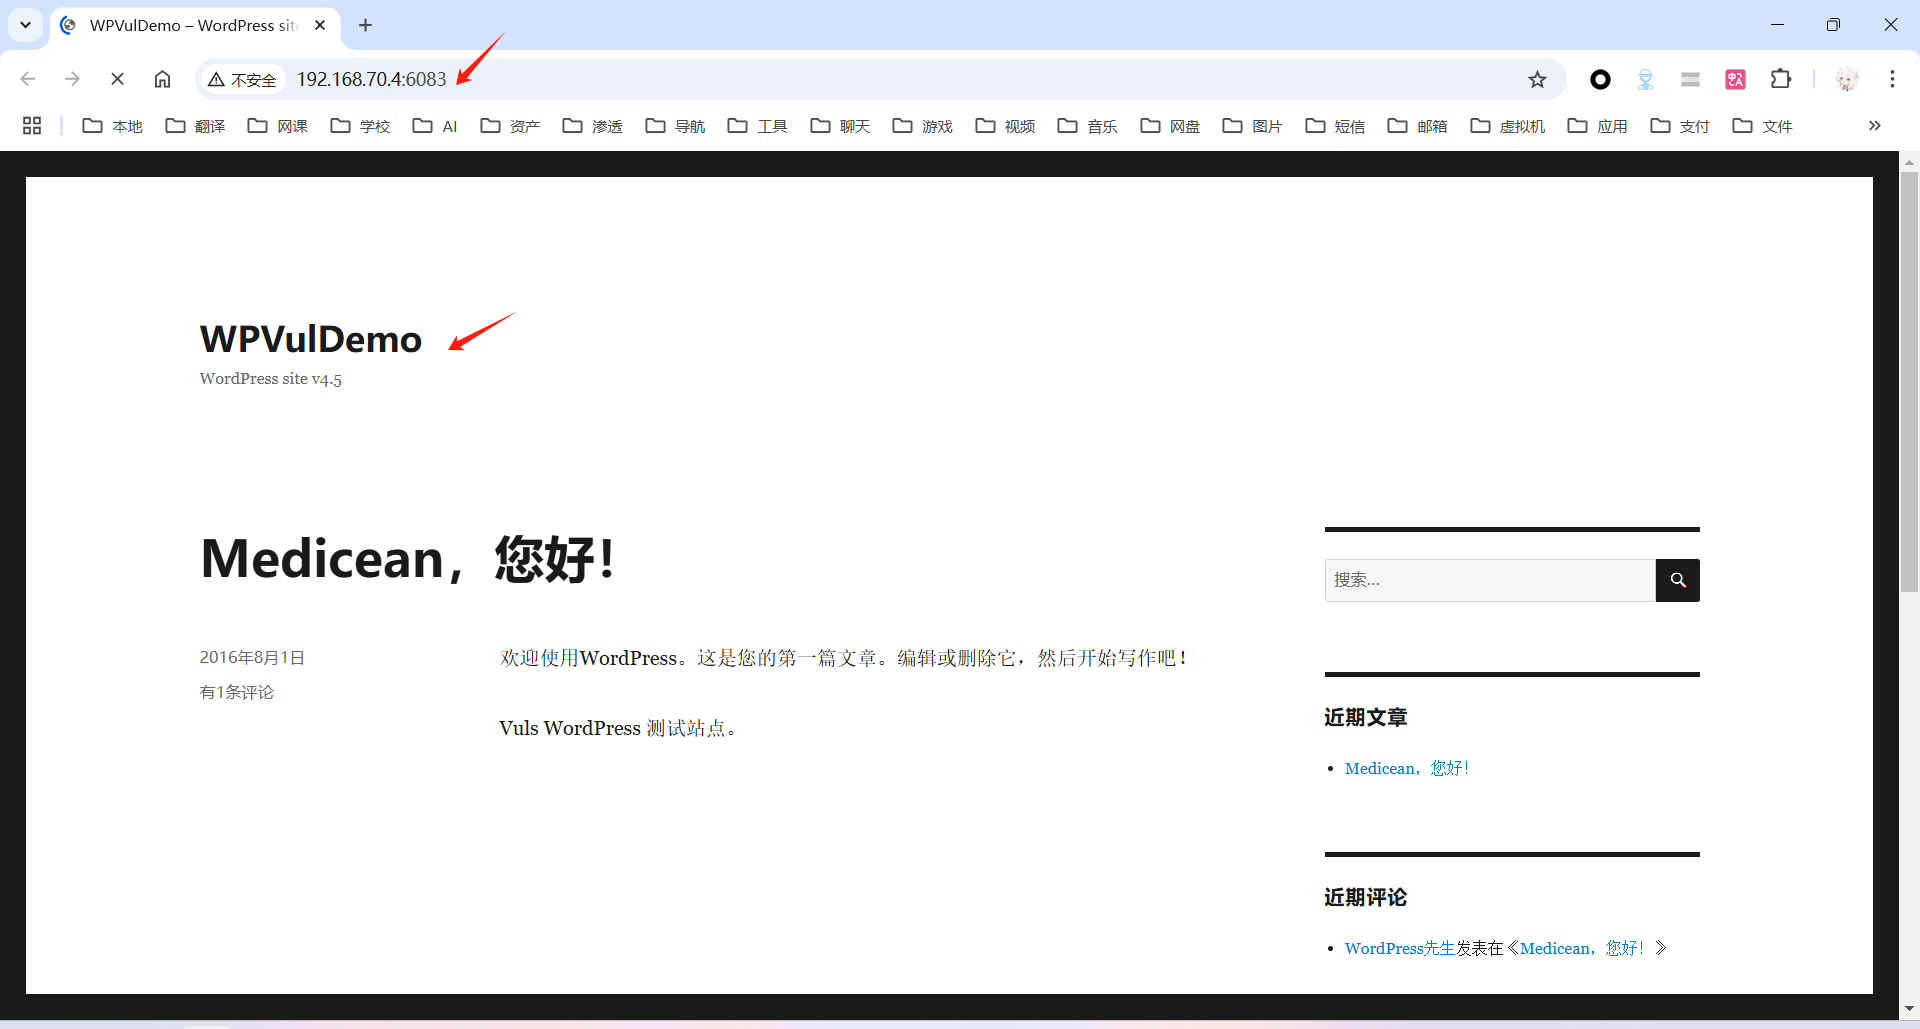 WPVulDemo – WordPress sit
不安全
192.168.70.4:6083
本地
翻译
网课
学校
AI
资产
渗透
导航
工具
聊天
游戏
视频
音乐
网盘
图片
短信
邮箱
虚拟机
应用
支付
文件
WPVulDemo
WordPress site v4.5
Medicean，您好！
2016年8月1日
有1条评论
欢迎使用WordPress。这是您的第一篇文章。编辑或删除它，然后开始写作吧！
Vuls WordPress 测试站点。
搜索…
近期文章
Medicean，您好！
近期评论
WordPress先生发表在《Medicean，您好！》